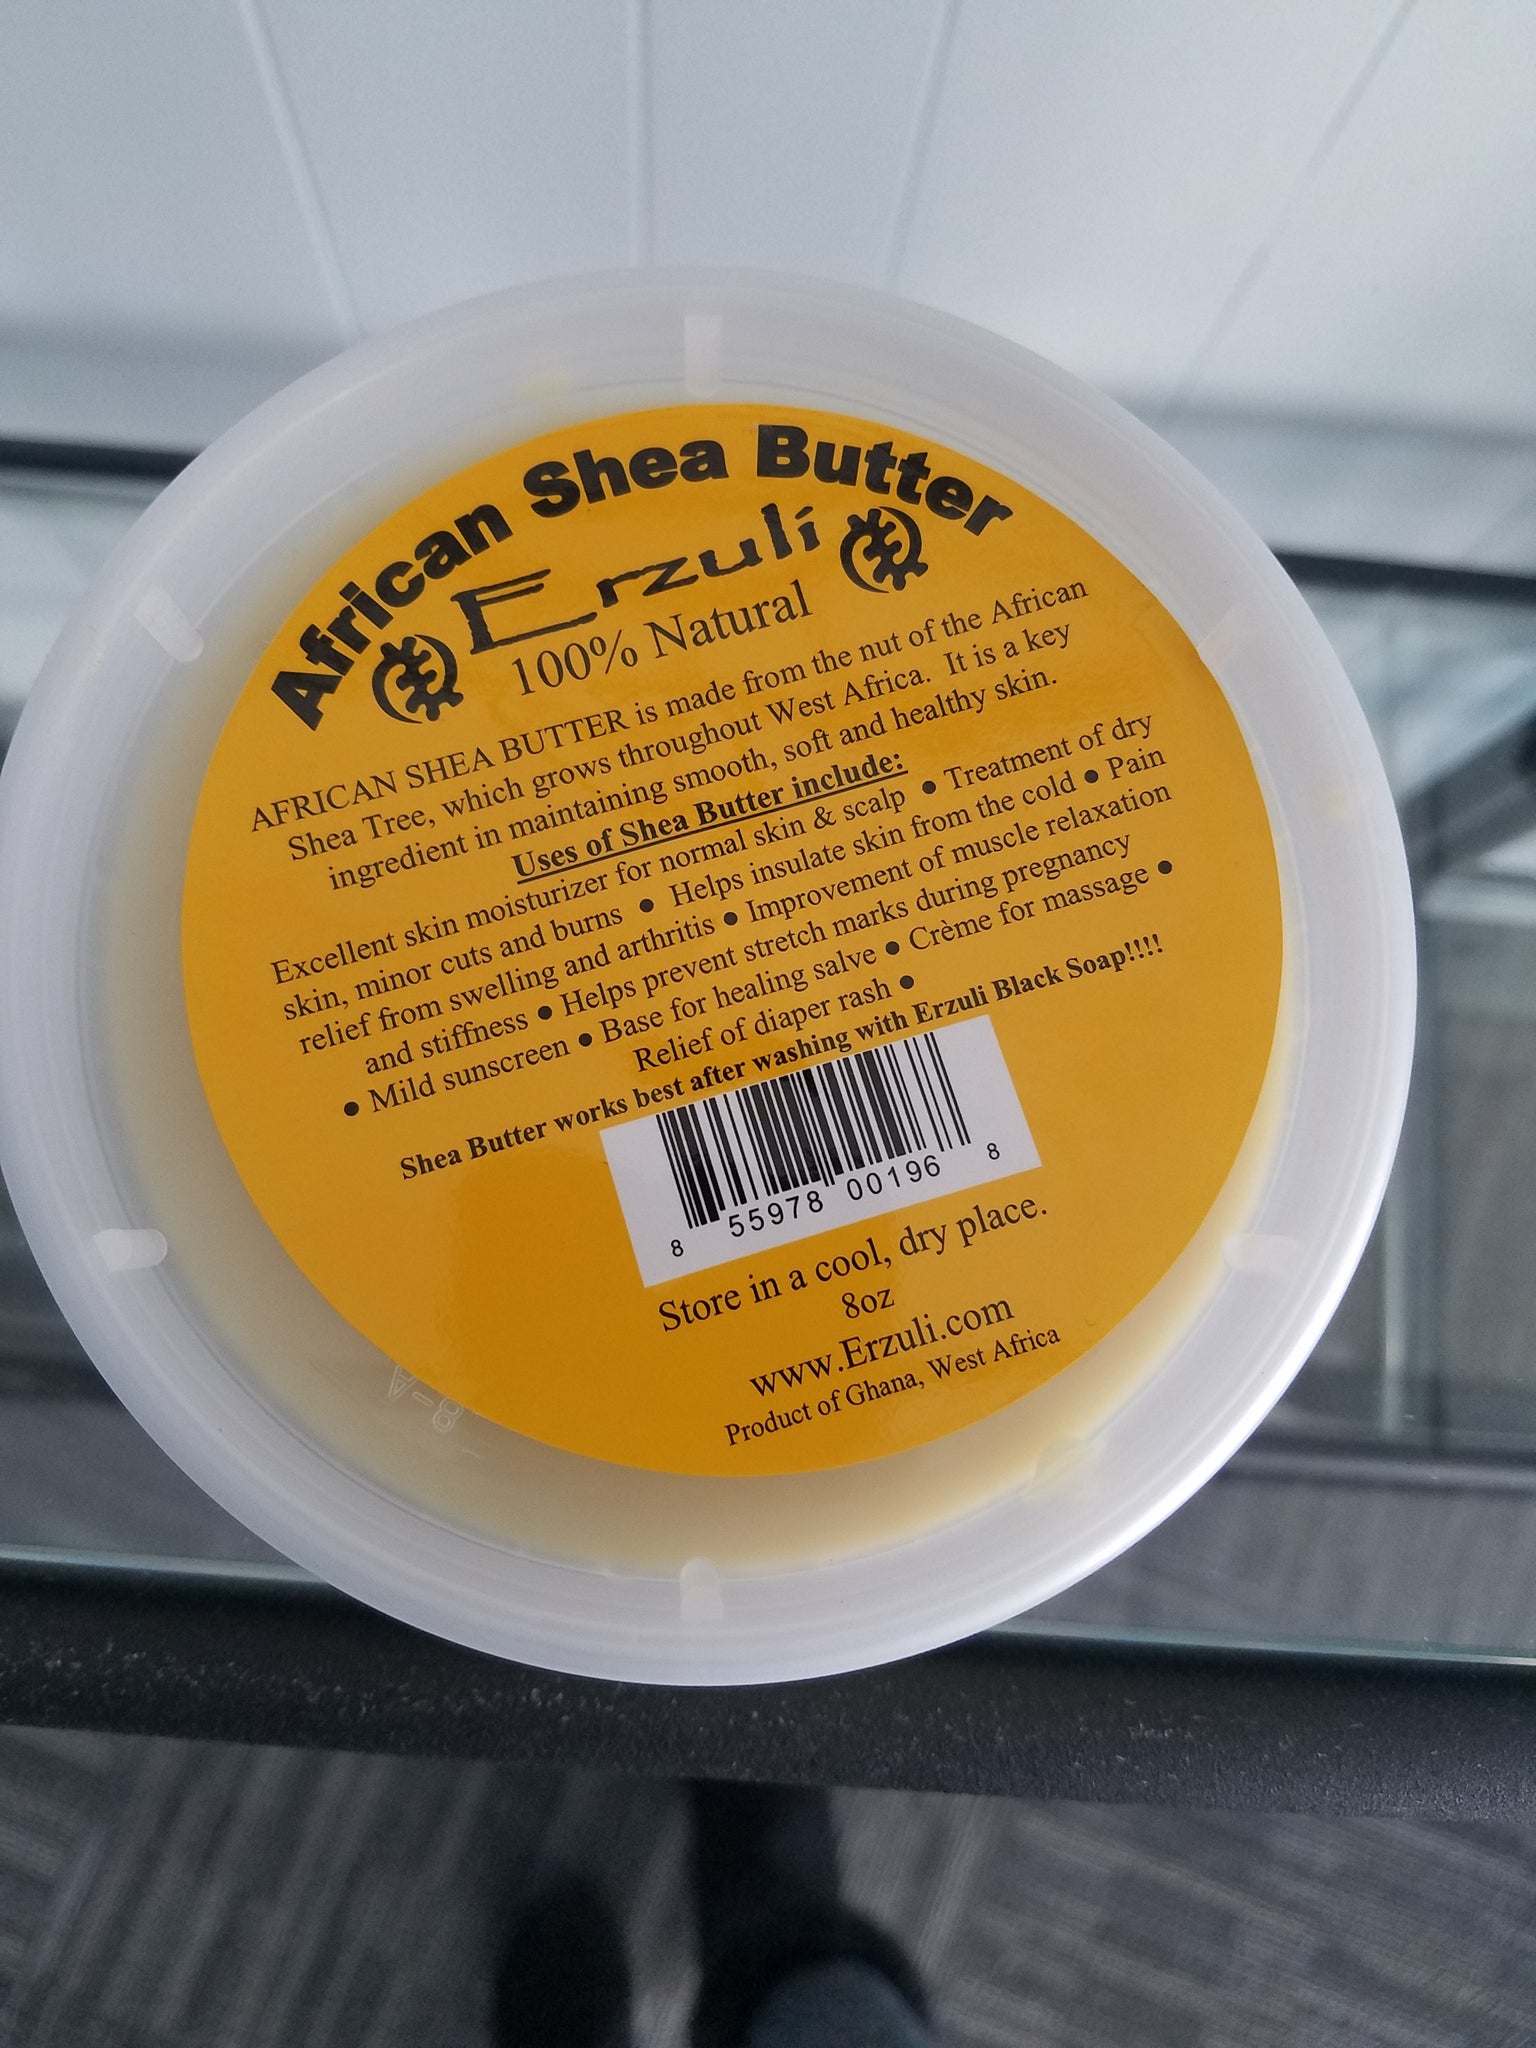 African Shea Butter
Erzuli
100% Natural
AFRICAN SHEA BUTTER is made from the nut of the African
Shea Tree, which grows throughout West Africa. It is a key
ingredient in maintaining smooth, soft and healthy skin.
Uses of Shea Butter include:
Excellent skin moisturizer for normal skin & scalp • Treatment of dry
skin, minor cuts and burns • Helps insulate skin from the cold • Pain
relief from swelling and arthritis • Improvement of muscle relaxation
and stiffness • Helps prevent stretch marks during pregnancy
• Mild sunscreen • Base for healing salve • Crème for massage •
Relief of diaper rash •
Shea Butter works best after washing with Erzuli Black Soap!!!!
8 55978 00196 8
Store in a cool, dry place.
8oz
www.Erzuli.com
Product of Ghana, West Africa